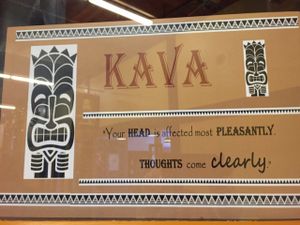 KAVA
"Your HEAD is affected most PLEASANTLY.
THOUGHTS come clearly."